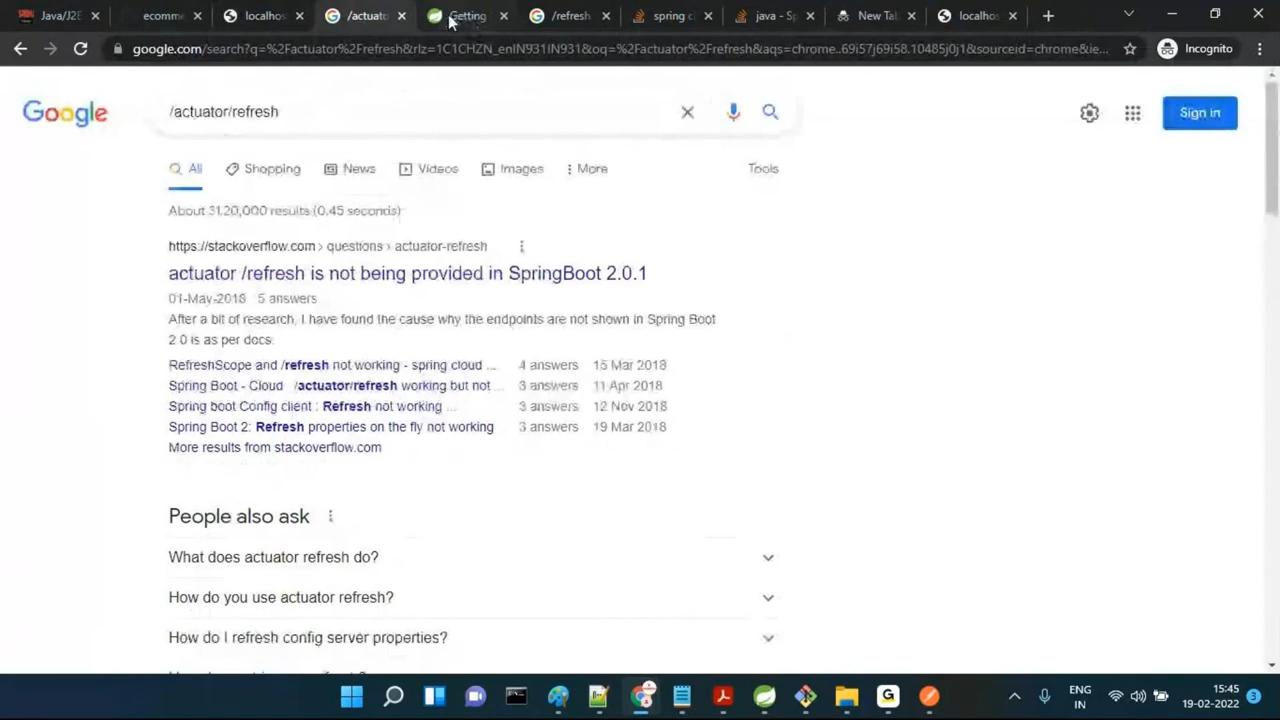 Java/J2E
ecomme
localhos
/actuato
Getting
/refresh
spring c
java - Sp
New Tab
localhos
google.com/search?q=%2Factuator%2Frefresh&rlz=1C1CHZN_enIN931IN931&oq=%2Factuator%2Frefresh&aqs=chrome..69i57j69i58.10485j0j1&sourceid=chrome&ie...
Incognito
Google
/actuator/refresh
Sign in
All
Shopping
News
Videos
Images
More
Tools
About 31,20,000 results (0.45 seconds)
https://stackoverflow.com › questions › actuator-refresh
actuator /refresh is not being provided in SpringBoot 2.0.1
01-May-2018 5 answers
After a bit of research, I have found the cause why the endpoints are not shown in Spring Boot
2.0 is as per docs:
RefreshScope and /refresh not working - spring cloud ... 4 answers 15 Mar 2018
Spring Boot - Cloud /actuator/refresh working but not ... 3 answers 11 Apr 2018
Spring boot Config client : Refresh not working ... 3 answers 12 Nov 2018
Spring Boot 2: Refresh properties on the fly not working 3 answers 19 Mar 2018
More results from stackoverflow.com
People also ask
What does actuator refresh do?
How do you use actuator refresh?
How do I refresh config server properties?
ENG
IN
15:45
19-02-2022
3